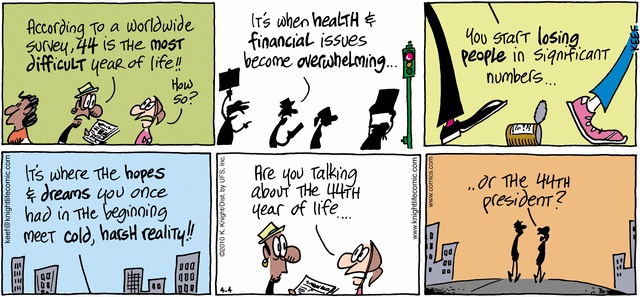 ACCORDING TO A WORLDWIDE
SURVEY, 44 IS THE MOST
DIFFICULT YEAR OF LIFE!!
HOW
SO?
IT'S WHEN HEALTH &
FINANCIAL ISSUES
BECOME OVERWHELMING...
YOU START LOSING
PEOPLE IN SIGNIFICANT
NUMBERS...
KEEF
IT'S WHERE THE HOPES
& DREAMS YOU ONCE
HAD IN THE BEGINNING
MEET COLD, HARSH REALITY!!
keef@knightlifecomic.com
ARE YOU TALKING
ABOUT THE 44TH
YEAR OF LIFE....
©2010 K. Knight/Dist. by UFS, Inc.
4.4
www.knightlifecomic.com
..OR THE 44TH
PRESIDENT?
www.comics.com